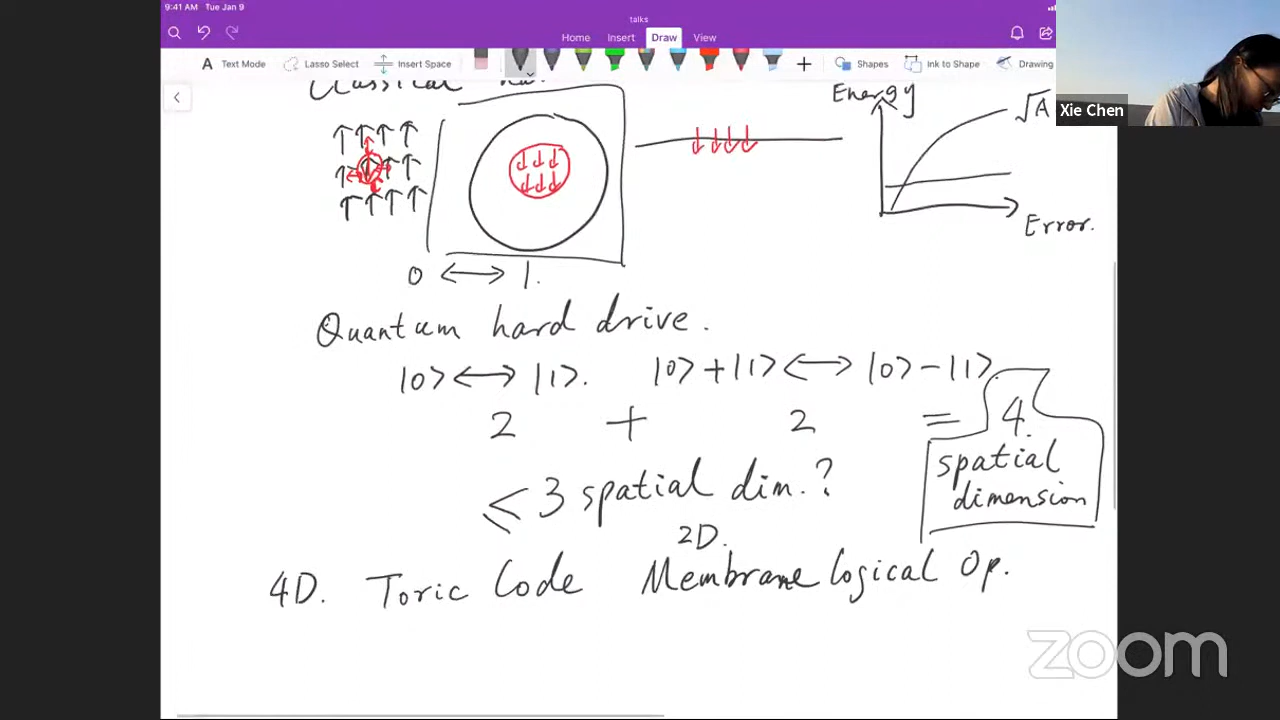 9:41 AM Tue Jan 9
talks
Home Insert Draw View
Text Mode Lasso Select Insert Space Shapes Ink to Shape Drawing
Xie Chen
Classical
Energy
√A
Error.
0 ⟷ 1.
Quantum hard drive.
|0> ⟷ |1>. |0> + |1> ⟷ |0> - |1>.
2 + 2 = 4.
spatial
dimension
≤ 3 spatial dim.?
2D.
4D. Toric Code Membrane logical Op.
zoom